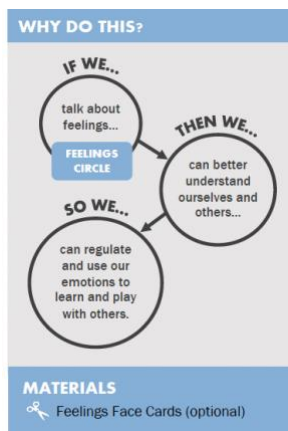 WHY DO THIS?
IF WE...
talk about
feelings...
FEELINGS
CIRCLE
THEN WE...
can better
understand
ourselves and
others...
SO WE...
can regulate
and use our
emotions to
learn and play
with others.
MATERIALS
Feelings Face Cards (optional)